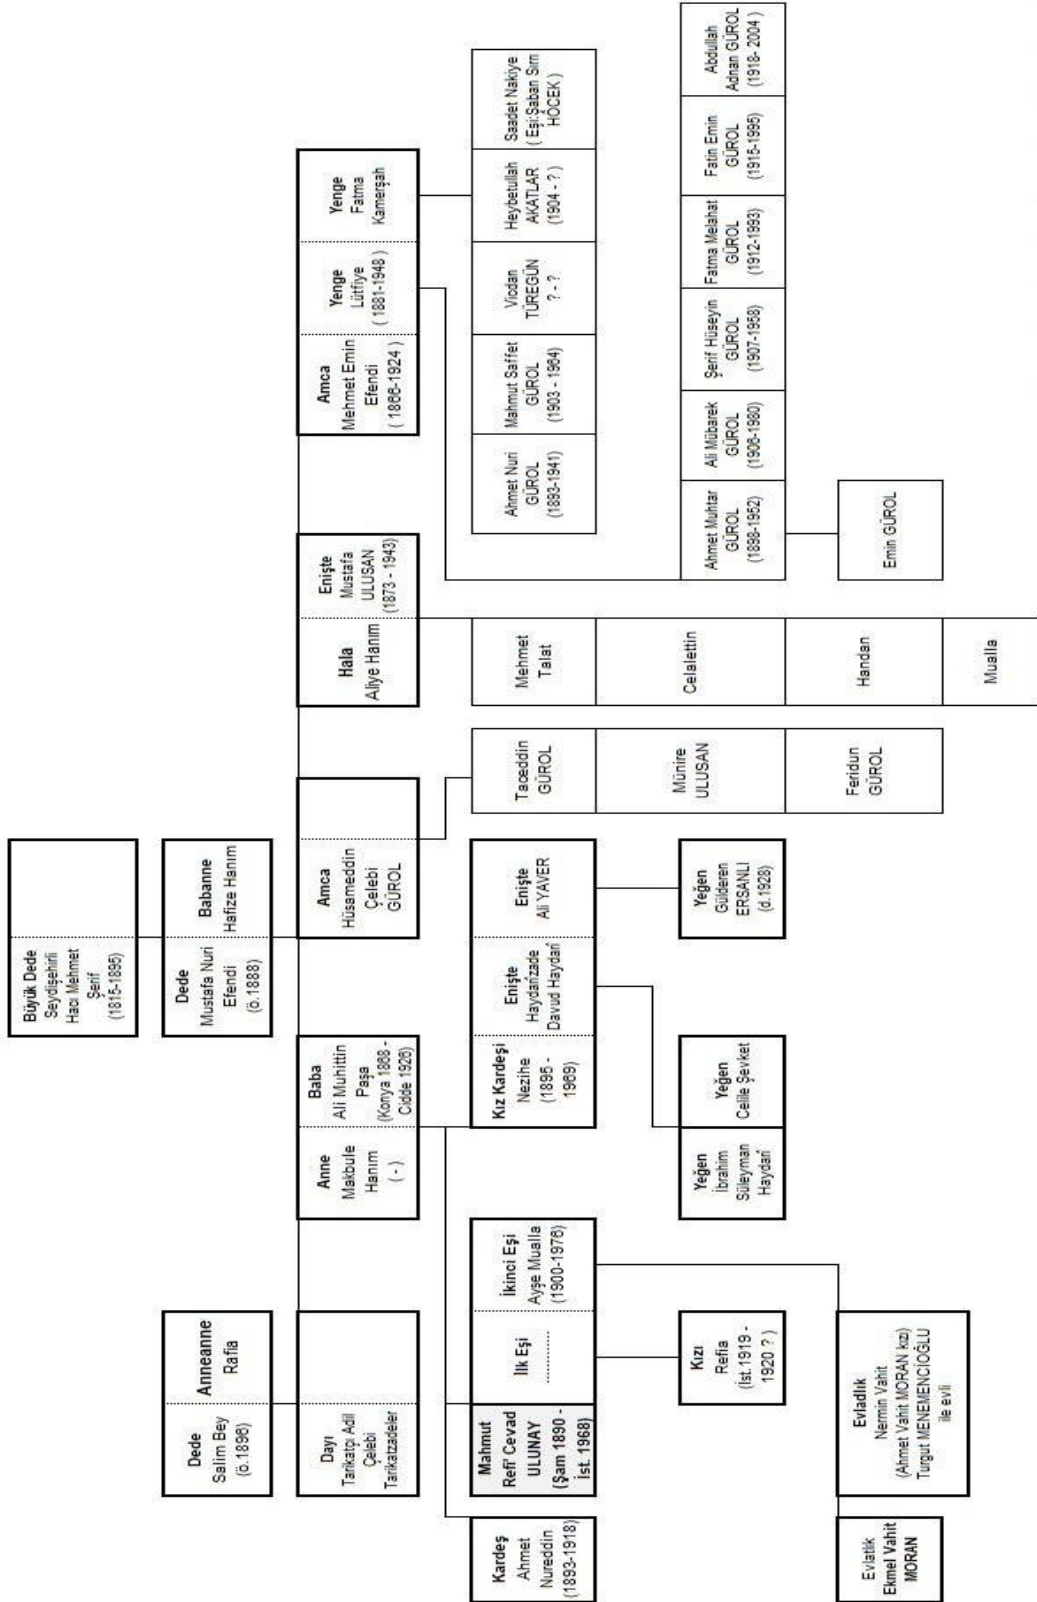 Büyük Dede
Seydişehirli
Hacı Mehmet
Şerif
(1815-1895)
Dede
Salim Bey
(ö.1896)
Anneanne
Rafia
Dede
Mustafa Nuri
Efendi
(ö.1888)
Babanne
Hafize Hanım
Dayı
Tarikatçı Adil
Çelebi
Tarikatzadeler
Anne
Makbule
Hanım
( - )
Baba
Ali Muhittin
Paşa
(Konya 1868 -
Cidde 1926)
Amca
Hüsameddin
Çelebi
GÜROL
Hala
Aliye Hanım
Enişte
Mustafa
ULUSAN
(1873 - 1943)
Amca
Mehmet Emin
Efendi
( 1866-1924 )
Yenge
Lütfiye
( 1881-1948 )
Yenge
Fatma
Kamerşah
Kardeş
Ahmet
Nureddin
(1893-1918)
Mahmut
Refi' Cevad
ULUNAY
(Şam 1890 -
İst. 1968)
İlk Eşi
.............
İkinci Eşi
Ayşe Mualla
(1900-1976)
Kız Kardeşi
Nezihe
(1895 -
1969)
Enişte
Haydarîzade
Davud Haydarî
Enişte
Ali YAVER
Taceddin
GÜROL
Mehmet
Talat
Ahmet Nuri
GÜROL
(1893-1941)
Mahmut Saffet
GÜROL
(1903 - 1964)
Viodan
TÜREGÜN
? - ?
Heybetullah
AKATLAR
(1904 - ? )
Saadet Nakiye
( Eşi:Şaban Sırrı
HÖCEK )
Münire
ULUSAN
Celalettin
Kızı
Refia
(İst.1919 -
1920 ? )
Yeğen
İbrahim
Süleyman
Haydarî
Yeğen
Celile Şevket
Yeğen
Gülderen
ERSANLI
(d.1928)
Feridun
GÜROL
Handan
Ahmet Muhtar
GÜROL
(1898-1952)
Ali Mübarek
GÜROL
(1906-1980)
Şerif Hüseyin
GÜROL
(1907-1958)
Fatma Melahat
GÜROL
(1912-1993)
Fatin Emin
GÜROL
(1915-1995)
Abdullah
Adnan GÜROL
(1918- 2004 )
Evlatlık
Ekmel Vahit
MORAN
Evladlık
Nermin Vahit
(Ahmet Vahit MORAN kızı)
Turgut MENEMENCİOĞLU
ile evli
Mualla
Emin GÜROL